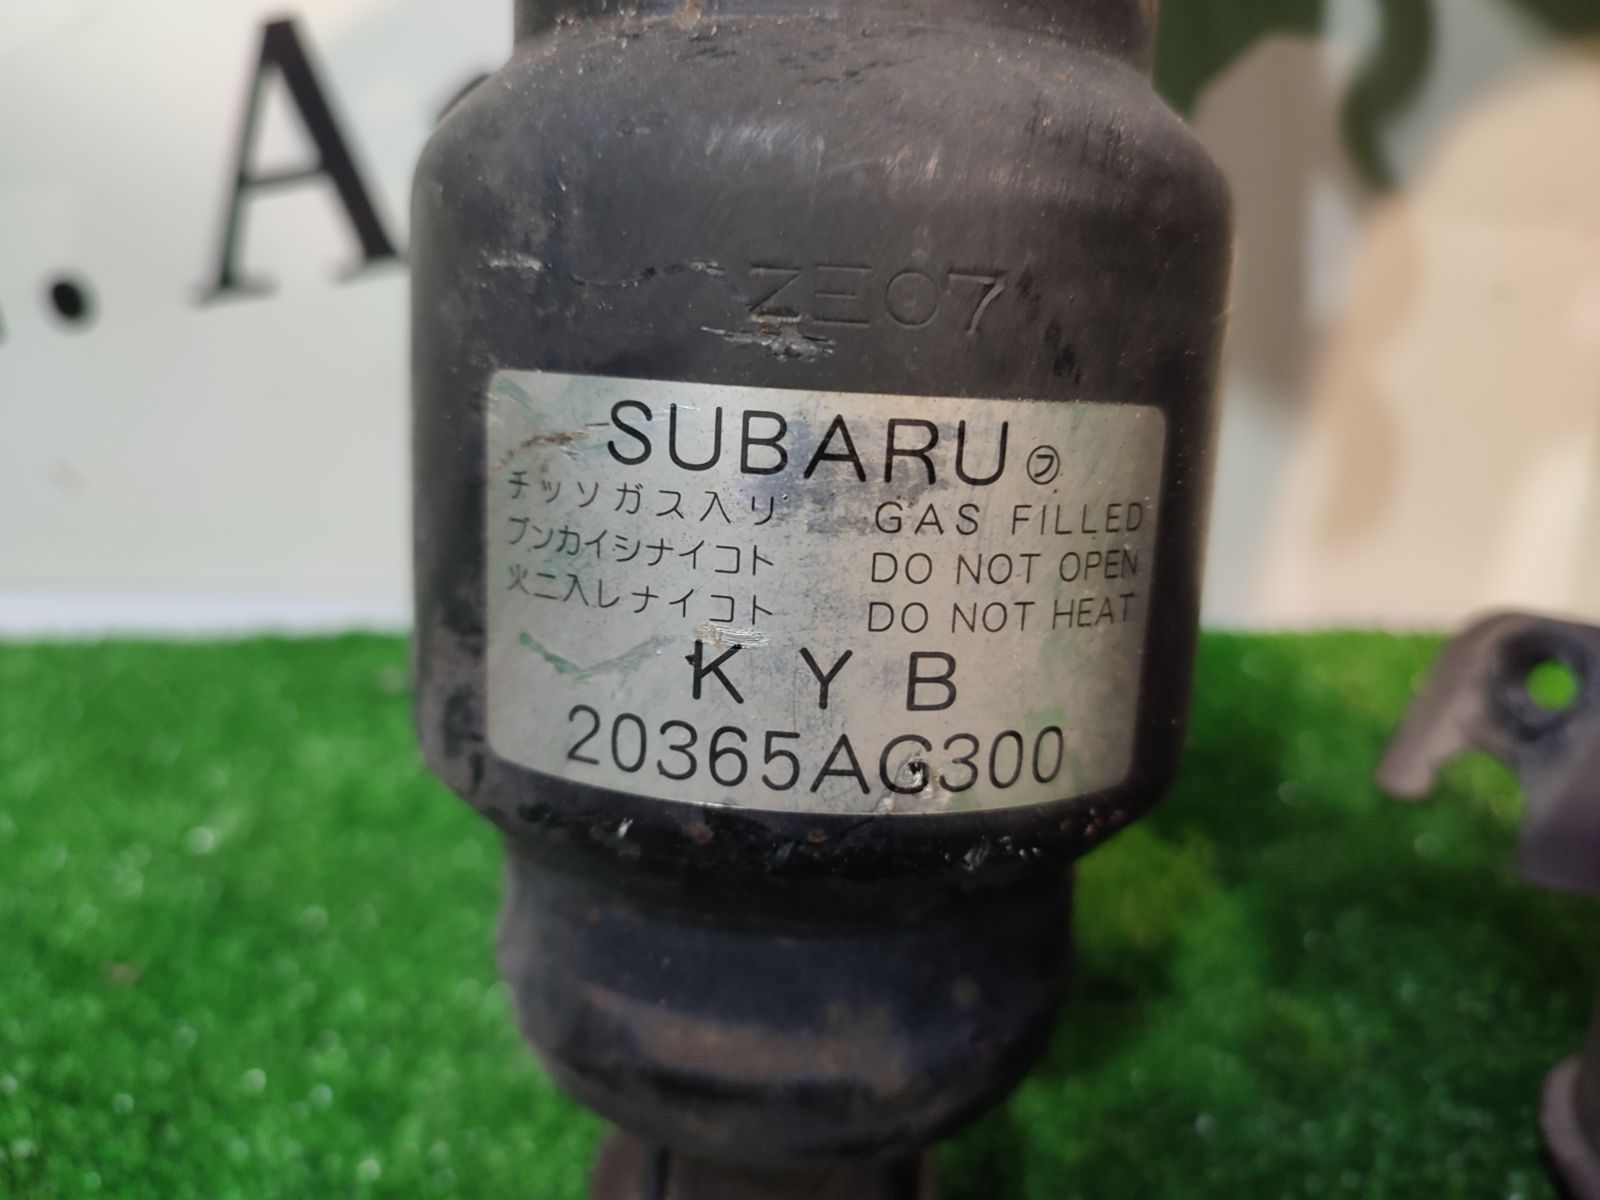 . A
ZE07
SUBARU フ
チッソガス入リ GAS FILLED
ブンカイシナイコト DO NOT OPEN
火ニ入レナイコト DO NOT HEAT
KYB
20365AG300